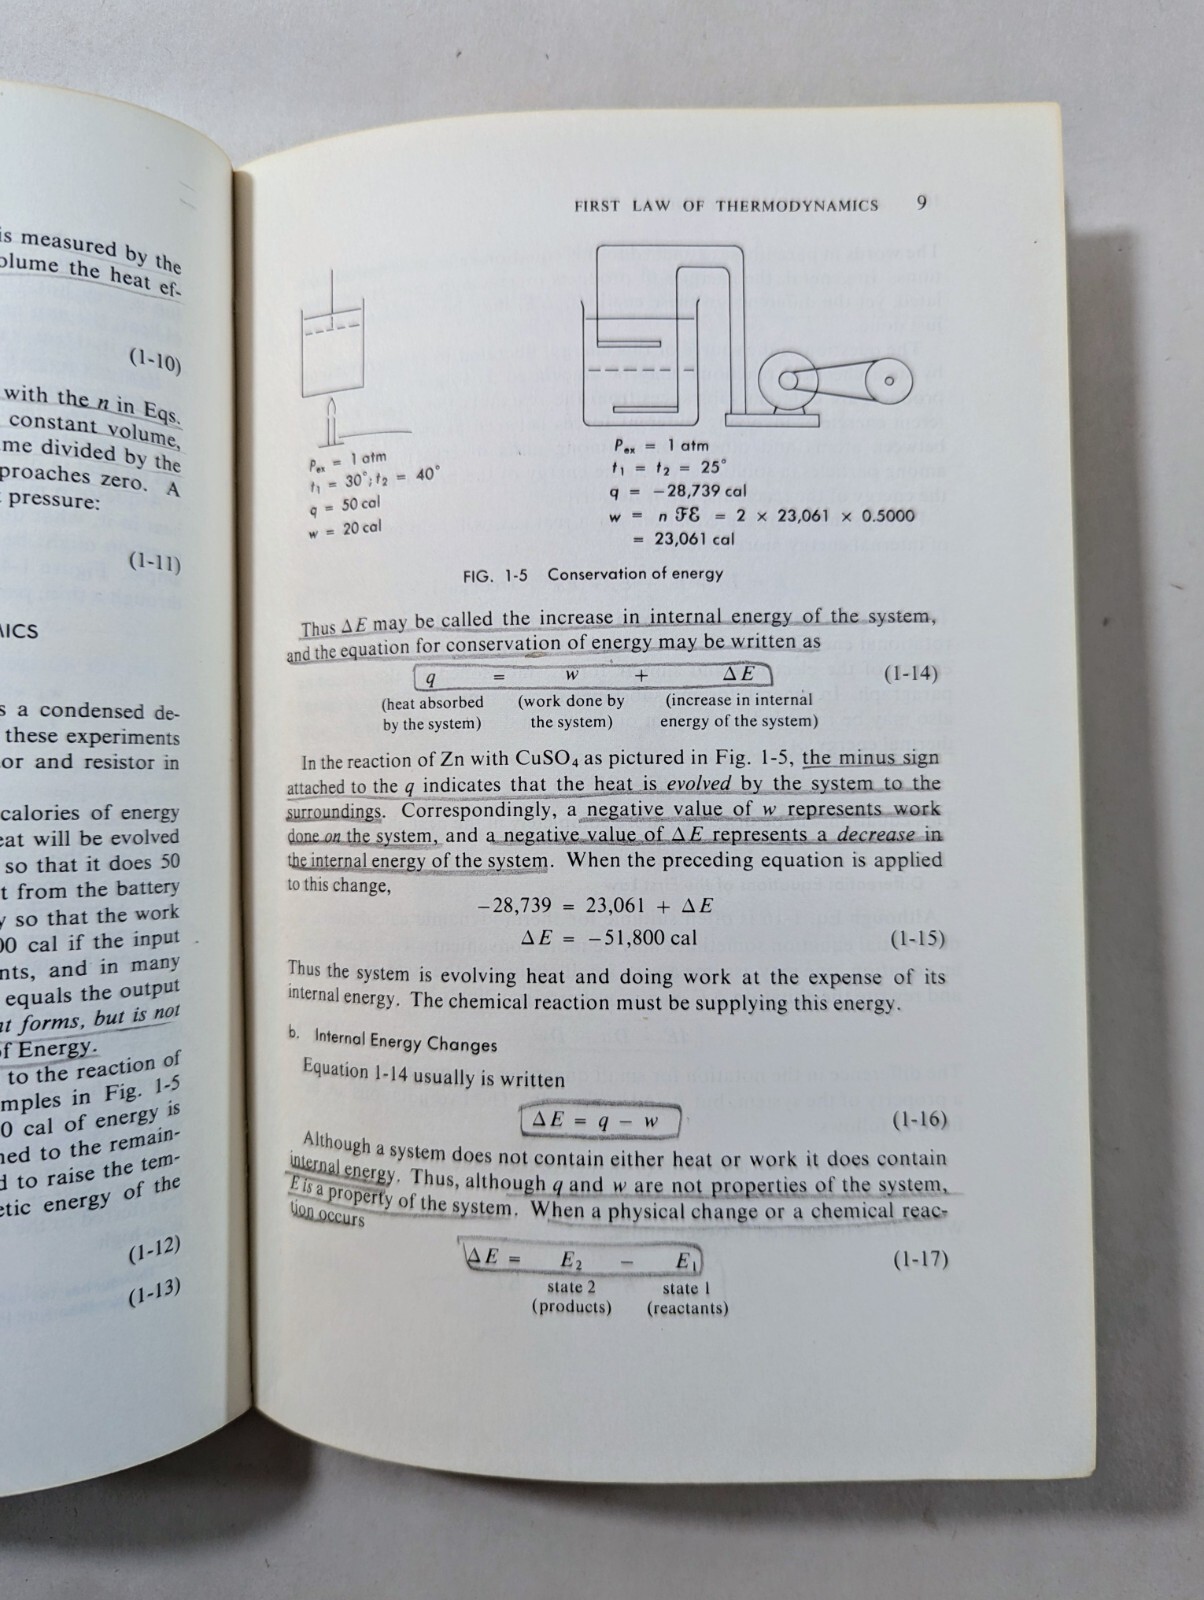 is measured by the
olume the heat ef-
(1-10)
with the n in Eqs.
constant volume,
me divided by the
proaches zero. A
pressure:
(1-11)
MICS
s a condensed de-
these experiments
or and resistor in
calories of energy
eat will be evolved
so that it does 50
t from the battery
y so that the work
00 cal if the input
nts, and in many
equals the output
nt forms, but is not
of Energy.
to the reaction of
mples in Fig. 1-5
0 cal of energy is
ned to the remain-
d to raise the tem-
etic energy of the
(1-12)
(1-13)
FIRST LAW OF THERMODYNAMICS 9
Pex = 1 atm
t1 = 30°; t2 = 40°
q = 50 cal
w = 20 cal
Pex = 1 atm
t1 = t2 = 25°
q = −28,739 cal
w = n ℱℰ = 2 × 23,061 × 0.5000
= 23,061 cal
FIG. 1-5 Conservation of energy
Thus ΔE may be called the increase in internal energy of the system,
and the equation for conservation of energy may be written as
q = w + ΔE (1-14)
(heat absorbed (work done by (increase in internal
by the system) the system) energy of the system)
In the reaction of Zn with CuSO4 as pictured in Fig. 1-5, the minus sign
attached to the q indicates that the heat is evolved by the system to the
surroundings. Correspondingly, a negative value of w represents work
done on the system, and a negative value of ΔE represents a decrease in
the internal energy of the system. When the preceding equation is applied
to this change,
−28,739 = 23,061 + ΔE
ΔE = −51,800 cal (1-15)
Thus the system is evolving heat and doing work at the expense of its
internal energy. The chemical reaction must be supplying this energy.
b. Internal Energy Changes
Equation 1-14 usually is written
ΔE = q − w (1-16)
Although a system does not contain either heat or work it does contain
internal energy. Thus, although q and w are not properties of the system,
E is a property of the system. When a physical change or a chemical reac-
tion occurs
ΔE = E2 − E1 (1-17)
state 2 state 1
(products) (reactants)